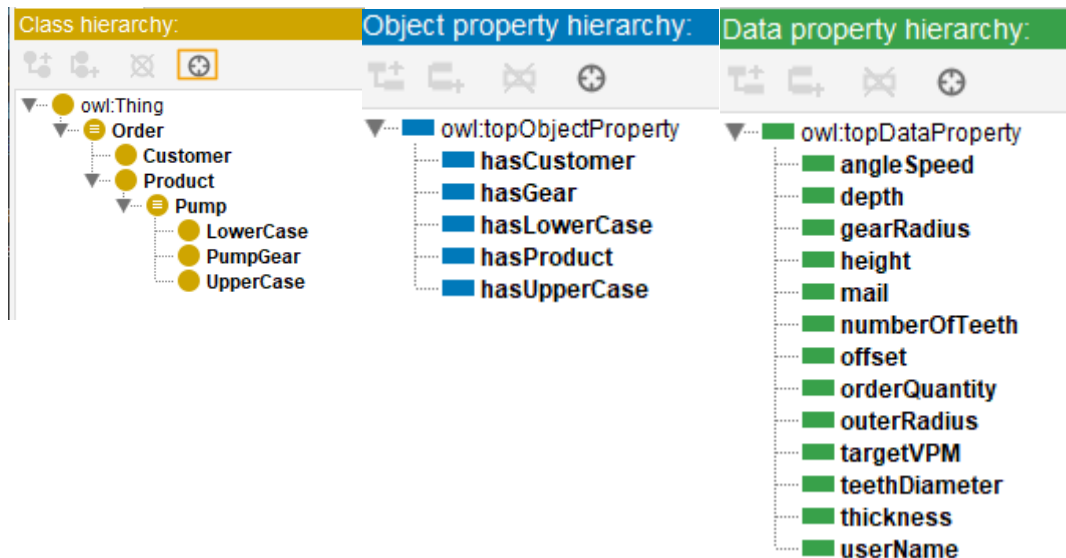 Class hierarchy:
owl:Thing
Order
Customer
Product
Pump
LowerCase
PumpGear
UpperCase
Object property hierarchy:
owl:topObjectProperty
hasCustomer
hasGear
hasLowerCase
hasProduct
hasUpperCase
Data property hierarchy:
owl:topDataProperty
angleSpeed
depth
gearRadius
height
mail
numberOfTeeth
offset
orderQuantity
outerRadius
targetVPM
teethDiameter
thickness
userName